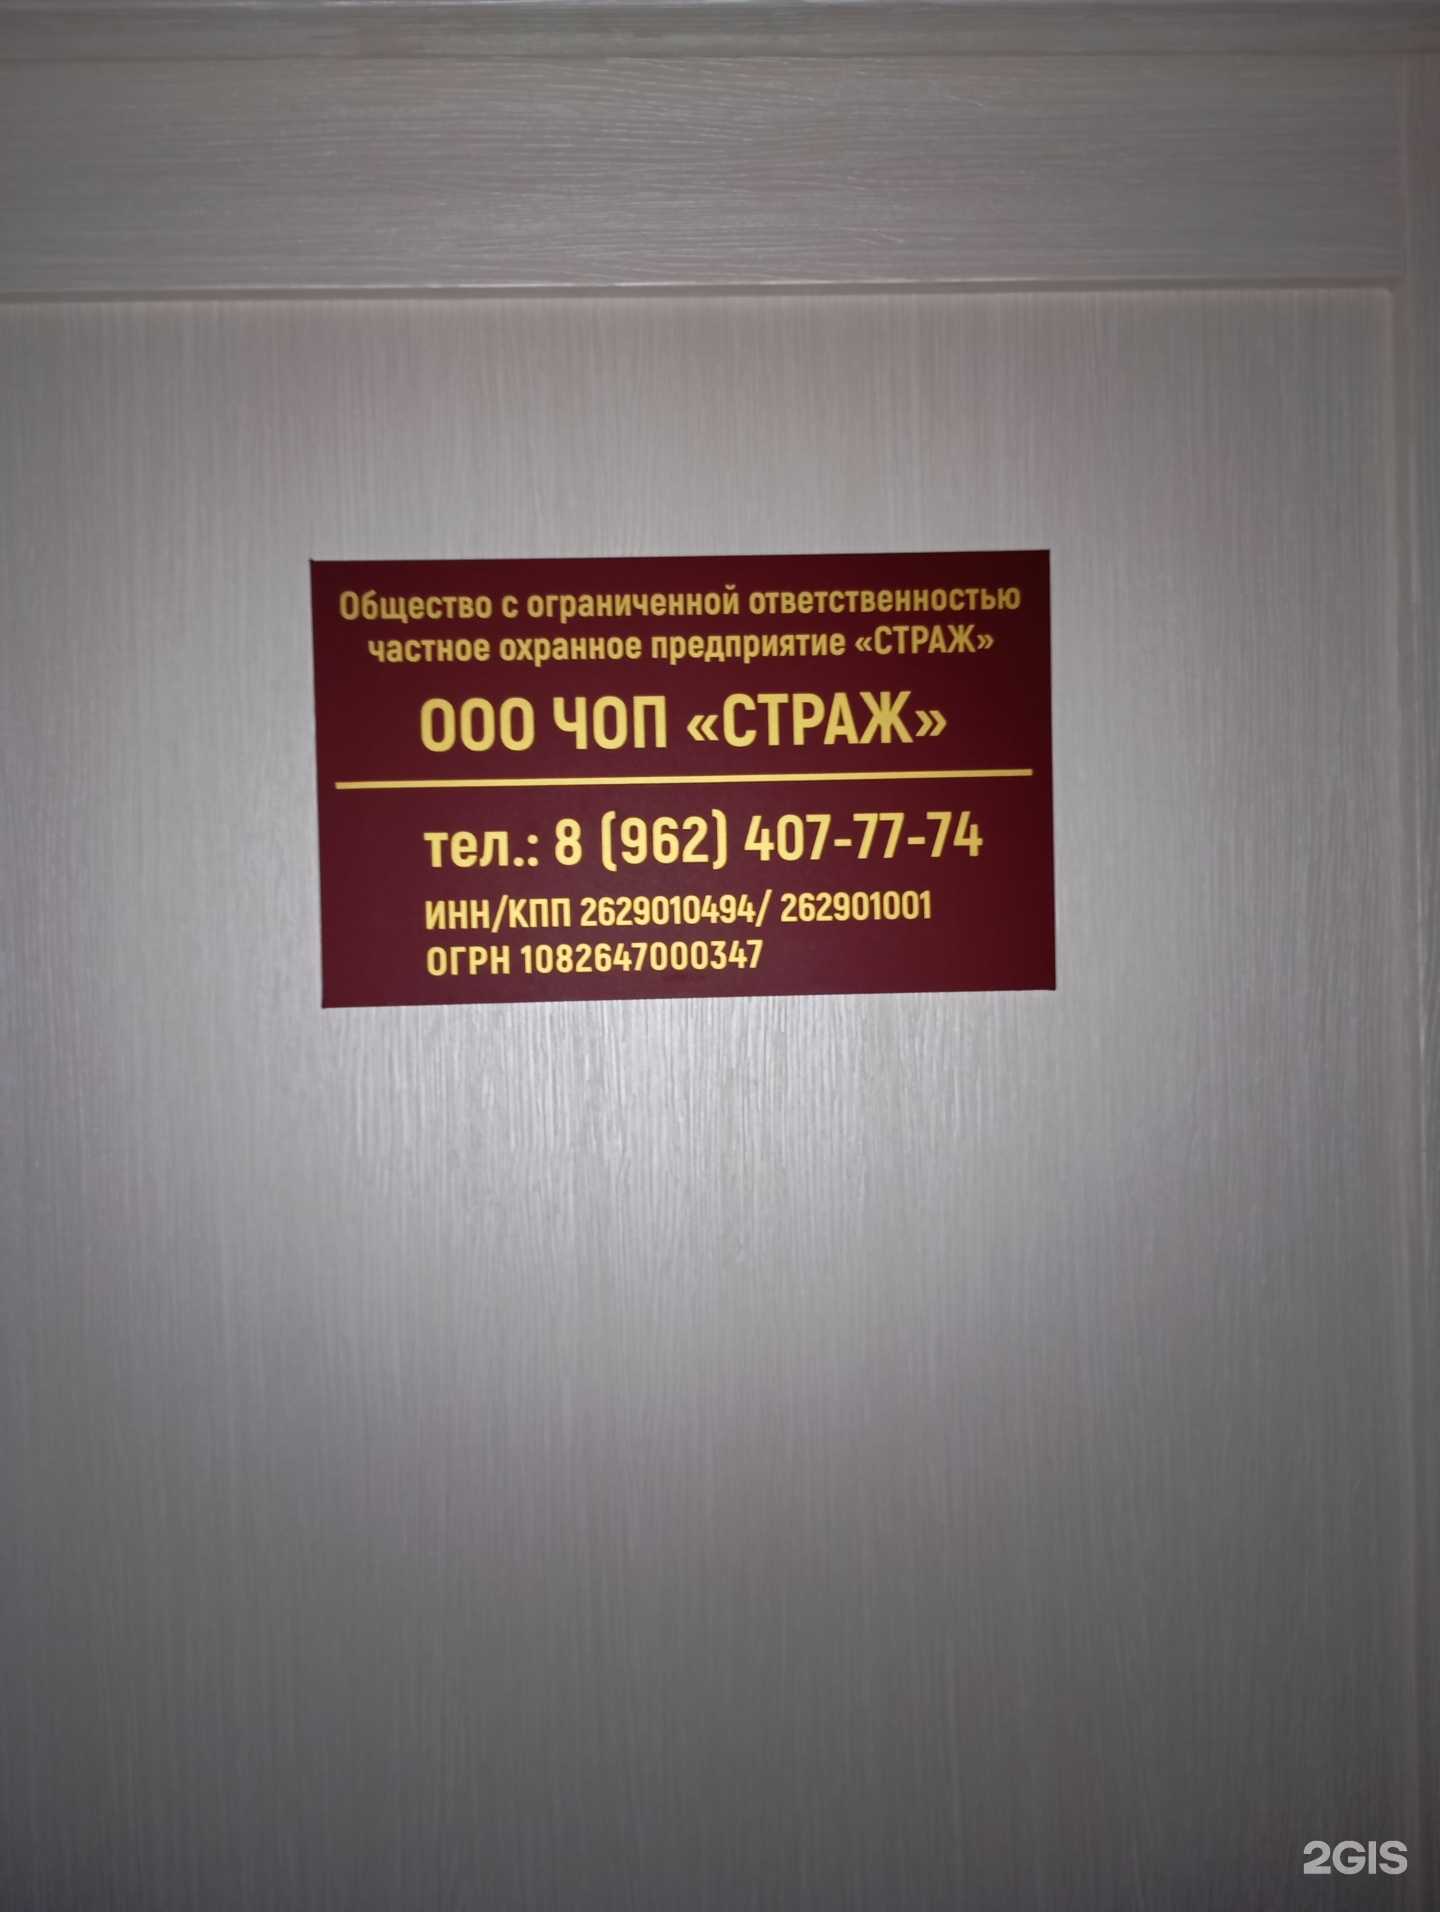 Общество с ограниченной ответственностью
частное охранное предприятие «СТРАЖ»
ООО ЧОП «СТРАЖ»
тел.: 8 (962) 407-77-74
ИНН/КПП 2629010494/ 262901001
ОГРН 1082647000347
2GIS